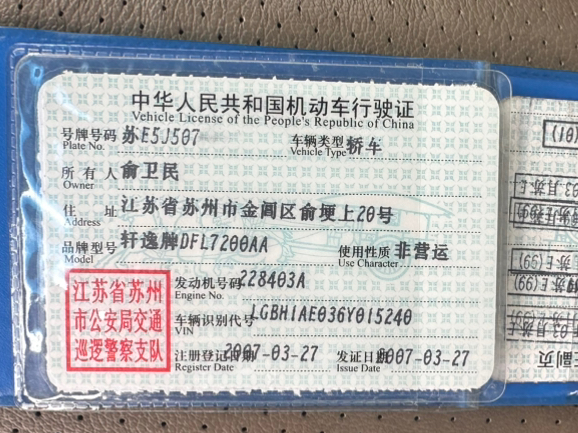 中华人民共和国机动车行驶证
Vehicle License of the People's Republic of China
号牌号码 苏E5J507 车辆类型 轿车
Plate No. Vehicle Type
所有人 俞卫民
Owner
住址 江苏省苏州市金阊区俞埂上20号
Address
品牌型号 轩逸牌DFL7200AA 使用性质 非营运
Model Use Character
发动机号码 228403A
Engine No.
车辆识别代号 LGBH1AE036Y015240
VIN
注册登记日期 2007-03-27 发证日期 2007-03-27
Register Date Issue Date
江苏省苏州
市公安局交通
巡逻警察支队
副页